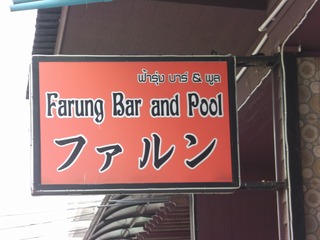 ฟ้ารุ่ง บาร์ & พูล
Farung Bar and Pool
ファルン